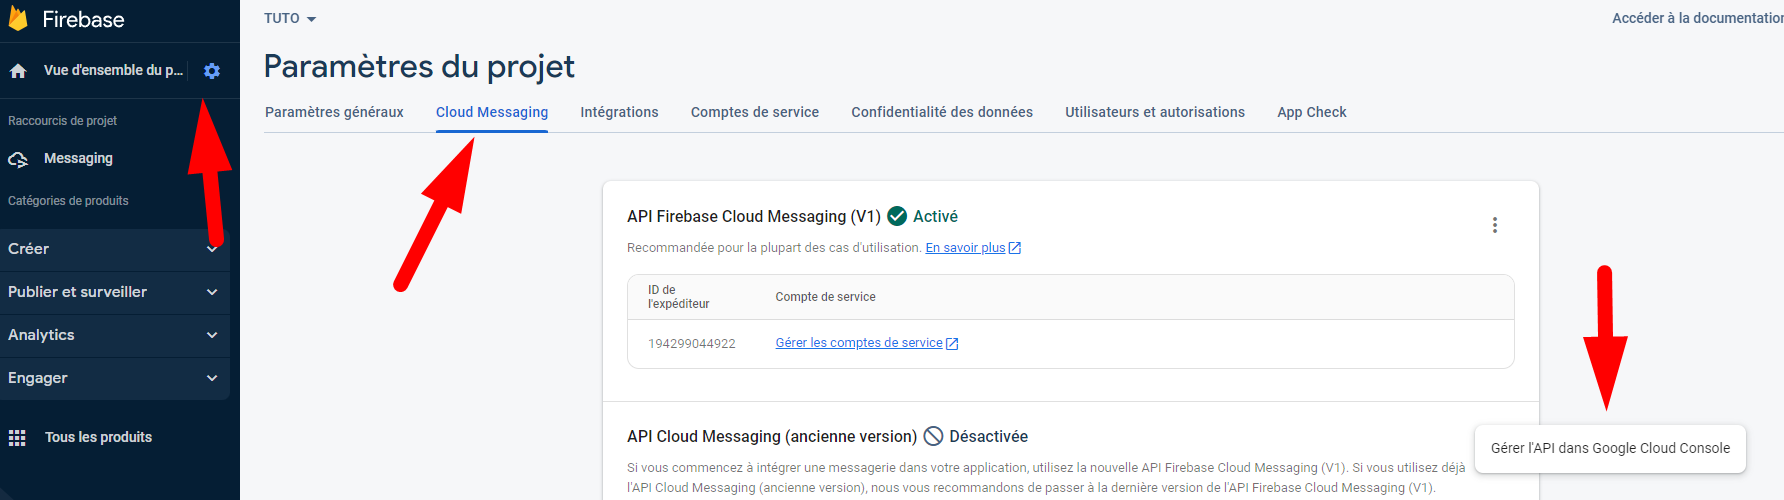 Firebase
Vue d'ensemble du p...
Raccourcis de projet
Messaging
Catégories de produits
Créer
Publier et surveiller
Analytics
Engager
Tous les produits
TUTO
Accéder à la documentation
Paramètres du projet
Paramètres généraux Cloud Messaging Intégrations Comptes de service Confidentialité des données Utilisateurs et autorisations App Check
API Firebase Cloud Messaging (V1) Activé
Recommandée pour la plupart des cas d'utilisation. En savoir plus
ID de
l'expéditeur
Compte de service
194299044922 Gérer les comptes de service
API Cloud Messaging (ancienne version) Désactivée
Gérer l'API dans Google Cloud Console
Si vous commencez à intégrer une messagerie dans votre application, utilisez la nouvelle API Firebase Cloud Messaging (V1). Si vous utilisez déjà
l'API Cloud Messaging (ancienne version), nous vous recommandons de passer à la dernière version de l'API Firebase Cloud Messaging (V1).